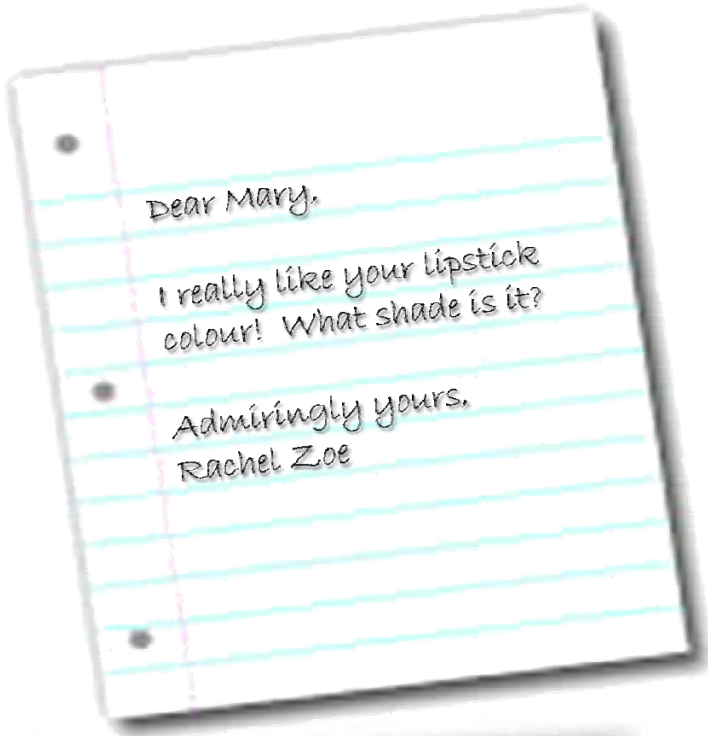 Dear Mary,
I really like your lipstick
colour!  What shade is it?
Admiringly yours,
Rachel Zoe